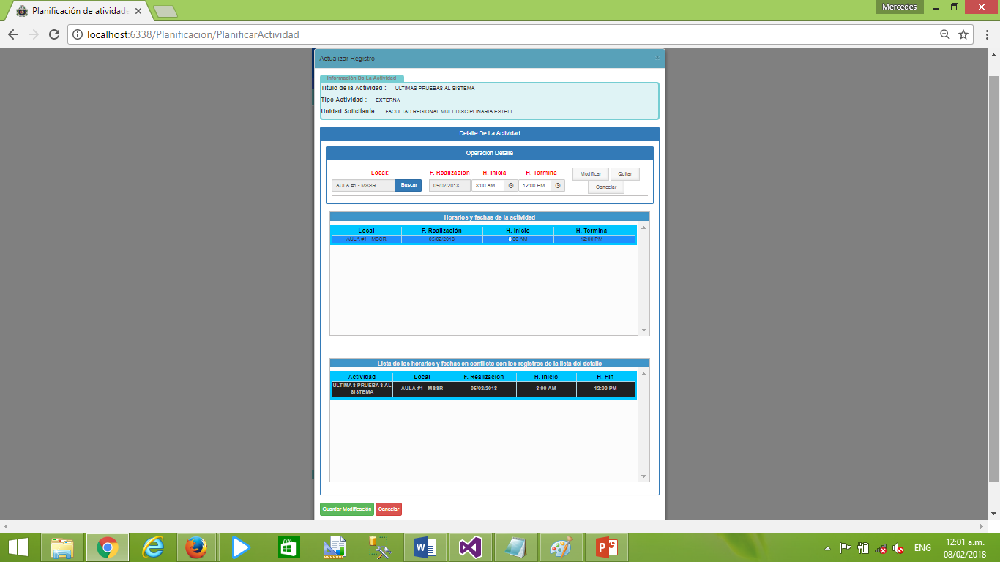 Planificación de atividade
Mercedes
localhost:6338/Planificacion/PlanificarActividad
Actualizar Registro
Información De La Actividad
Titulo de la Actividad : ULTIMAS PRUEBAS AL SISTEMA
Tipo Actividad : EXTERNA
Unidad Solicitante: FACULTAD REGIONAL MULTIDISCIPLINARIA ESTELI
Detalle De La Actividad
Operación Detalle
Local: F. Realización H. Inicia H. Termina
AULA #1 - MSSR Buscar 05/02/2018 8:00 AM 12:00 PM
Modificar Quitar
Cancelar
Horarios y fechas de la actividad
Local F. Realización H. Inicio H. Termina
AULA #1 - MSSR 05/02/2018 8:00 AM 12:00 PM
Lista de los horarios y fechas en conflicto con los registros de la lista del detalle
Actividad Local F. Realización H. Inicio H. Fin
ULTIMAS PRUEBAS AL SISTEMA AULA #1 - MSSR 05/02/2018 8:00 AM 12:00 PM
Guardar Modificación Cancelar
ENG
12:01 a.m.
08/02/2018